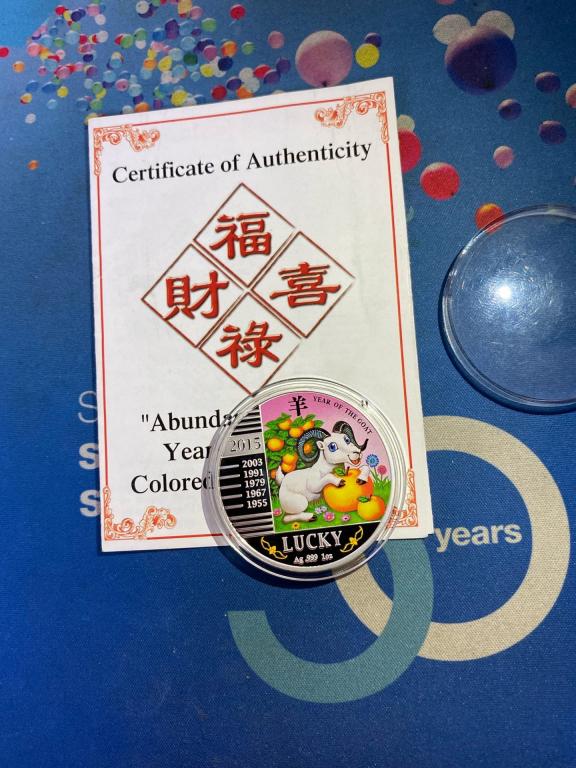 Certificate of Authenticity
福
財 喜
祿
"Abunda
Year
Colored
羊 YEAR OF THE GOAT
2015
2003
1991
1979
1967
1955
LUCKY
Ag .999 1oz
S
s
s
50 years